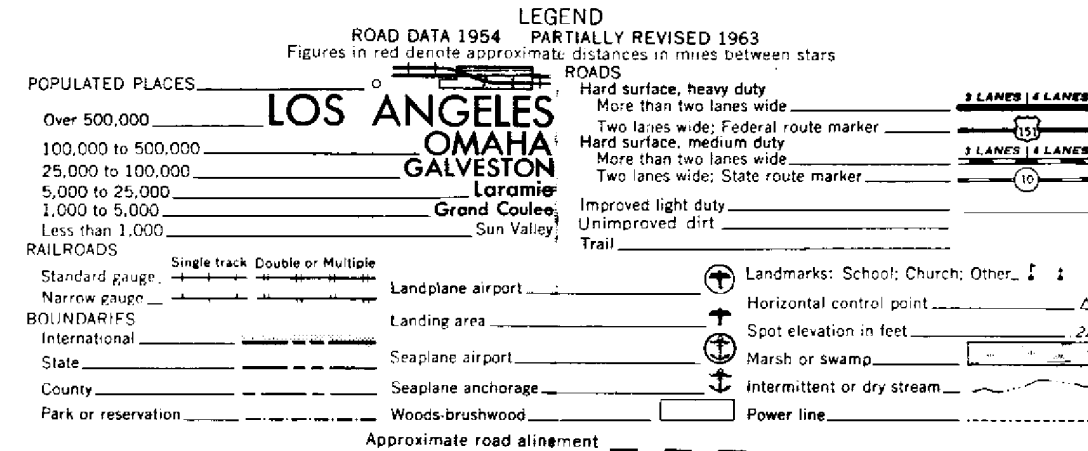 LEGEND
ROAD DATA 1954 PARTIALLY REVISED 1963
Figures in red denote approximate distances in miles between stars
POPULATED PLACES
Over 500,000 LOS ANGELES
100,000 to 500,000 OMAHA
25,000 to 100,000 GALVESTON
5,000 to 25,000 Laramie
1,000 to 5,000 Grand Coulee
Less than 1,000 Sun Valley
RAILROADS
Single track Double or Multiple
Standard gauge
Narrow gauge
BOUNDARIES
International
State
County
Park or reservation
Landplane airport
Landing area
Seaplane airport
Seaplane anchorage
Woods-brushwood
ROADS
Hard surface, heavy duty
More than two lanes wide 3 LANES | 4 LANES
Two lanes wide; Federal route marker 151
Hard surface, medium duty
More than two lanes wide 3 LANES | 4 LANES
Two lanes wide; State route marker 10
Improved light duty
Unimproved dirt
Trail
Landmarks: School; Church; Other
Horizontal control point
Spot elevation in feet
Marsh or swamp
Intermittent or dry stream
Power line
Approximate road alinement